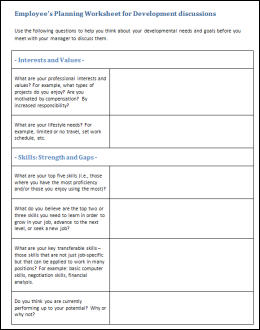 Employee's Planning Worksheet for Development discussions
Use the following questions to help you think about your developmental needs and goals before you
meet with your manager to discuss them.
- Interests and Values -
What are your professional interests and
values? For example, what types of
projects do you enjoy? Are you
motivated by compensation? By
increased responsibility?
What are your lifestyle needs? For
example, limited or no travel, set work
schedule, etc.
- Skills: Strength and Gaps -
What are your top five skills (i.e., those
where you have the most proficiency
and/or those you enjoy using the most)?
What do you believe are the top two or
three skills you need to learn in order to
grow in your job, advance to the next
level, or seek a new job?
What are your key transferable skills –
those skills that are not just job-specific
but that can be applied to work in many
positions? For example: basic computer
skills, negotiation skills, financial
analysis.
Do you think you are currently
performing up to your potential? Why or
why not?